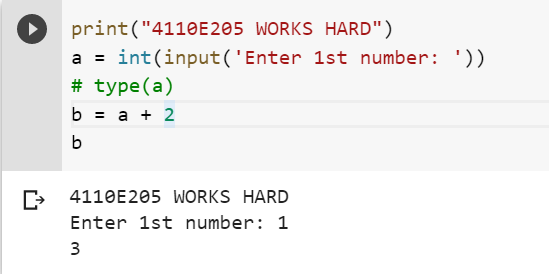 print("4110E205 WORKS HARD")
a = int(input('Enter 1st number: '))
# type(a)
b = a + 2
b
4110E205 WORKS HARD
Enter 1st number: 1
3